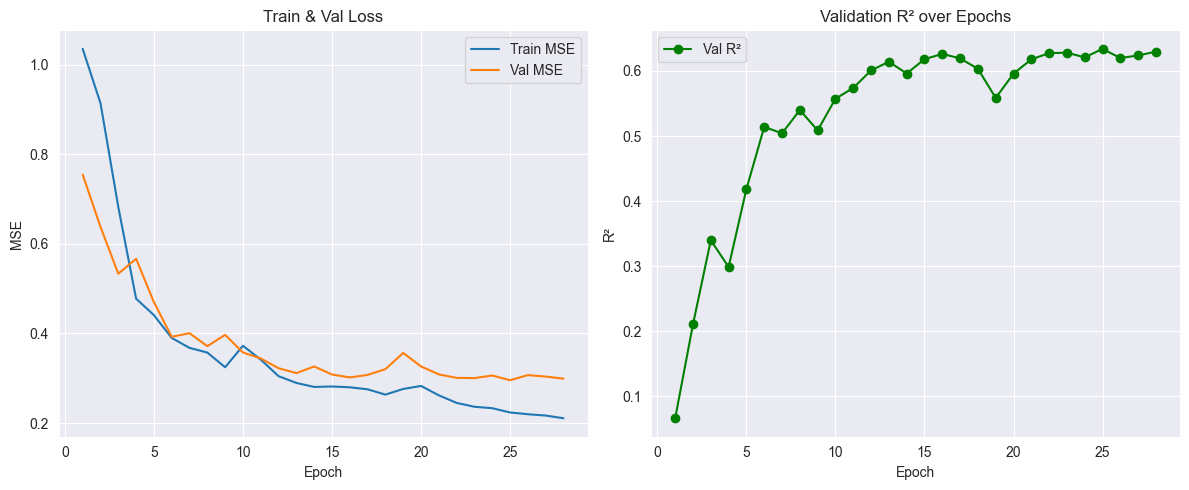 Train & Val Loss
Train MSE
Val MSE
MSE
1.0
0.8
0.6
0.4
0.2
0
5
10
15
20
25
Epoch
Validation R² over Epochs
Val R²
R²
0.6
0.5
0.4
0.3
0.2
0.1
0
5
10
15
20
25
Epoch